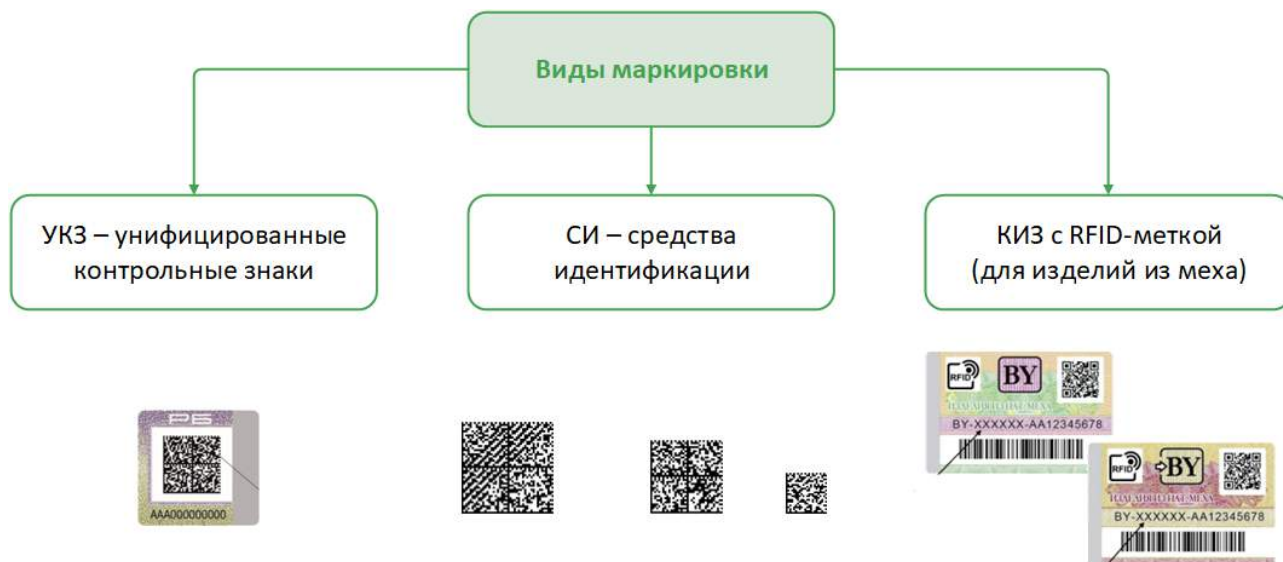 Виды маркировки
УКЗ – унифицированные
контрольные знаки
СИ – средства
идентификации
КИЗ с RFID-меткой
(для изделий из меха)
РБ
AAA000000000
RFID
BY
BY-XXXXXX-AA12345678
RFID
BY
BY-XXXXXX-AA12345678